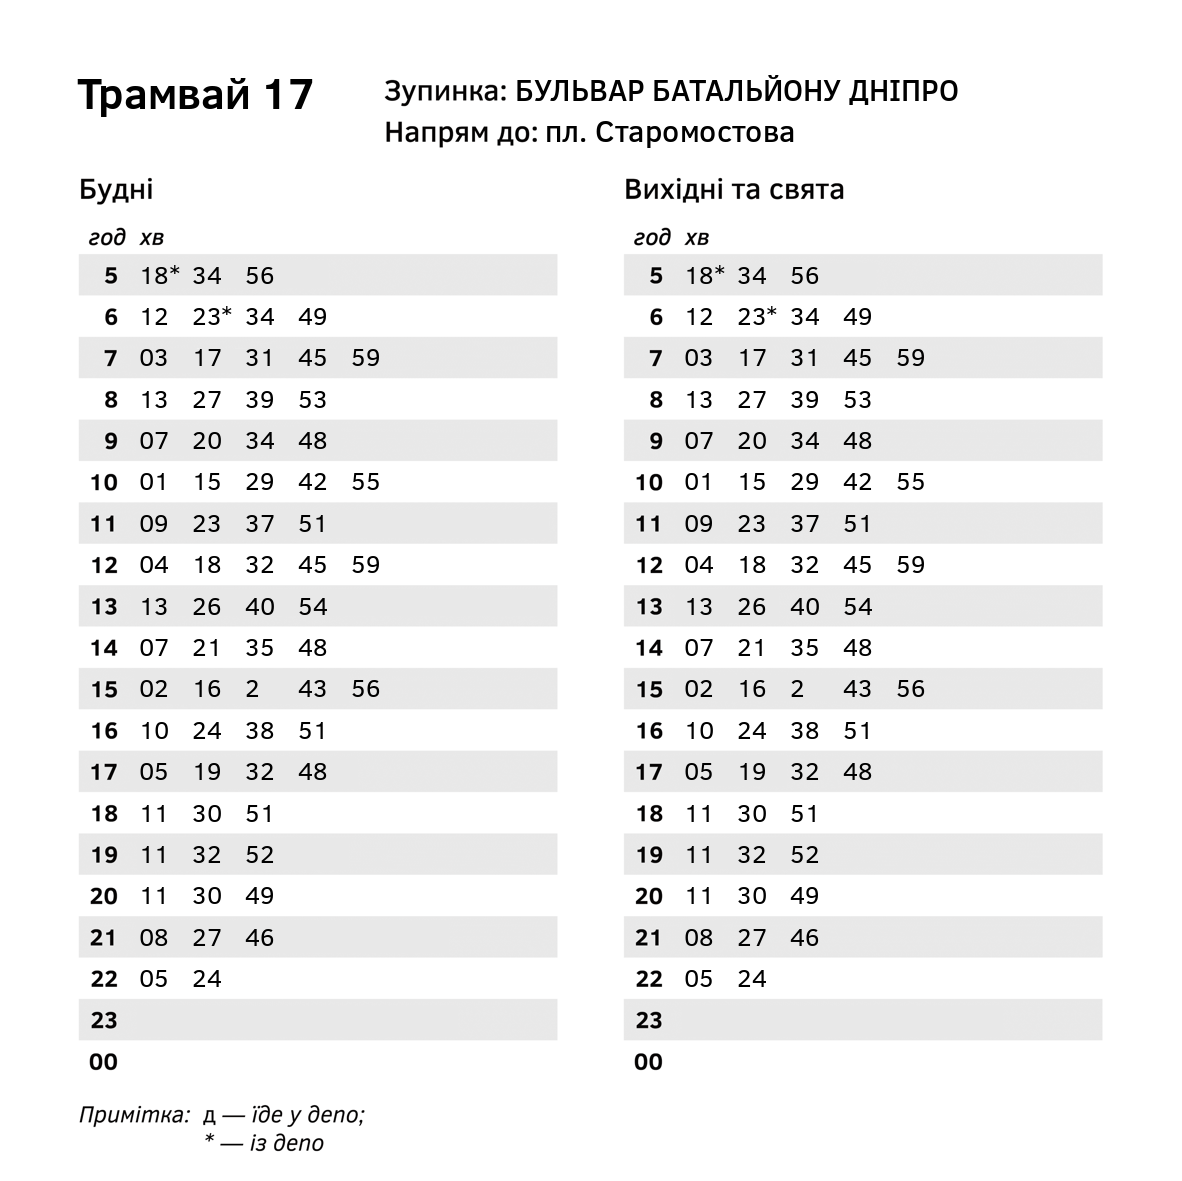 Трамвай 17
Зупинка: БУЛЬВАР БАТАЛЬЙОНУ ДНІПРО
Напрям до: пл. Старомостова
Будні
год хв
5 18* 34 56
6 12 23* 34 49
7 03 17 31 45 59
8 13 27 39 53
9 07 20 34 48
10 01 15 29 42 55
11 09 23 37 51
12 04 18 32 45 59
13 13 26 40 54
14 07 21 35 48
15 02 16 2 43 56
16 10 24 38 51
17 05 19 32 48
18 11 30 51
19 11 32 52
20 11 30 49
21 08 27 46
22 05 24
23
00
Вихідні та свята
год хв
5 18* 34 56
6 12 23* 34 49
7 03 17 31 45 59
8 13 27 39 53
9 07 20 34 48
10 01 15 29 42 55
11 09 23 37 51
12 04 18 32 45 59
13 13 26 40 54
14 07 21 35 48
15 02 16 2 43 56
16 10 24 38 51
17 05 19 32 48
18 11 30 51
19 11 32 52
20 11 30 49
21 08 27 46
22 05 24
23
00
Примітка: д — їде у депо;
* — із депо